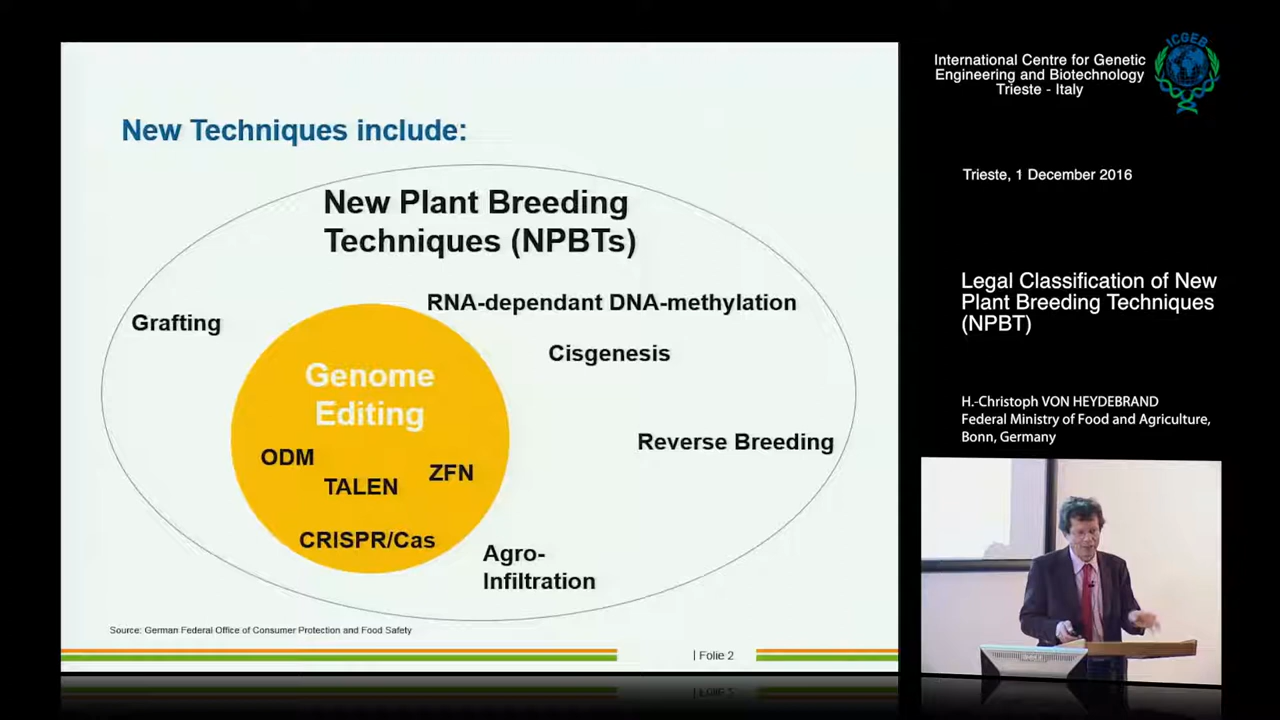 New Techniques include:
New Plant Breeding
Techniques (NPBTs)
RNA-dependant DNA-methylation
Grafting
Cisgenesis
Genome
Editing
Reverse Breeding
ODM
ZFN
TALEN
CRISPR/Cas
Agro-
Infiltration
Source: German Federal Office of Consumer Protection and Food Safety
| Folie 2
ICGEB
International Centre for Genetic
Engineering and Biotechnology
Trieste - Italy
Trieste, 1 December 2016
Legal Classification of New
Plant Breeding Techniques
(NPBT)
H.-Christoph VON HEYDEBRAND
Federal Ministry of Food and Agriculture,
Bonn, Germany